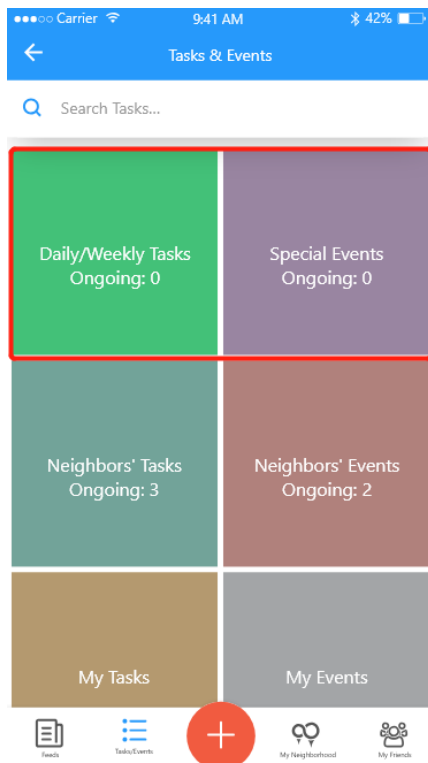 Carrier 9:41 AM 42%
Tasks & Events
Search Tasks...
Daily/Weekly Tasks
Ongoing: 0
Special Events
Ongoing: 0
Neighbors' Tasks
Ongoing: 3
Neighbors' Events
Ongoing: 2
My Tasks
My Events
Feeds
Tasks/Events
My Neighborhood
My Friends